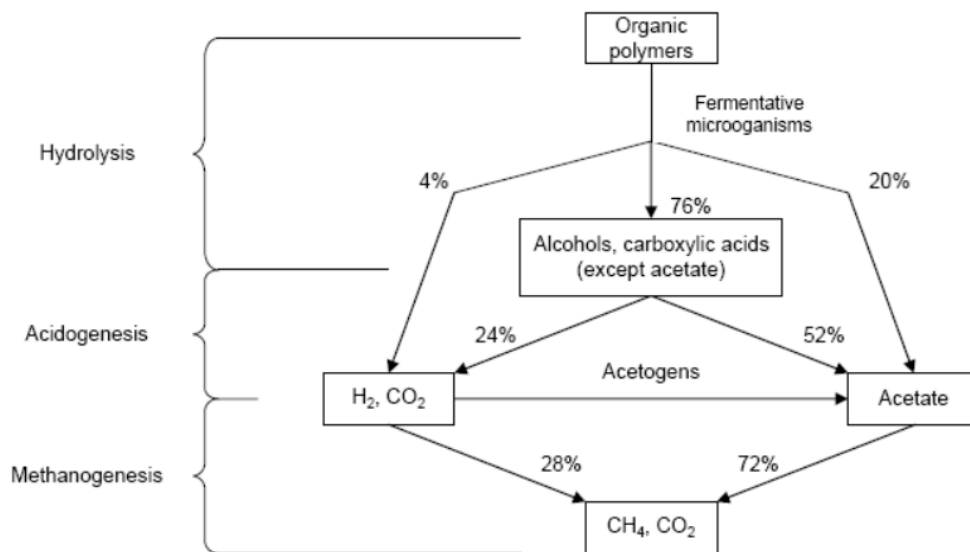 Organic
polymers
Fermentative
microoganisms
Hydrolysis
4%
20%
76%
Alcohols, carboxylic acids
(except acetate)
Acidogenesis
24%
52%
Acetogens
H₂, CO₂
Acetate
Methanogenesis
28%
72%
CH₄, CO₂